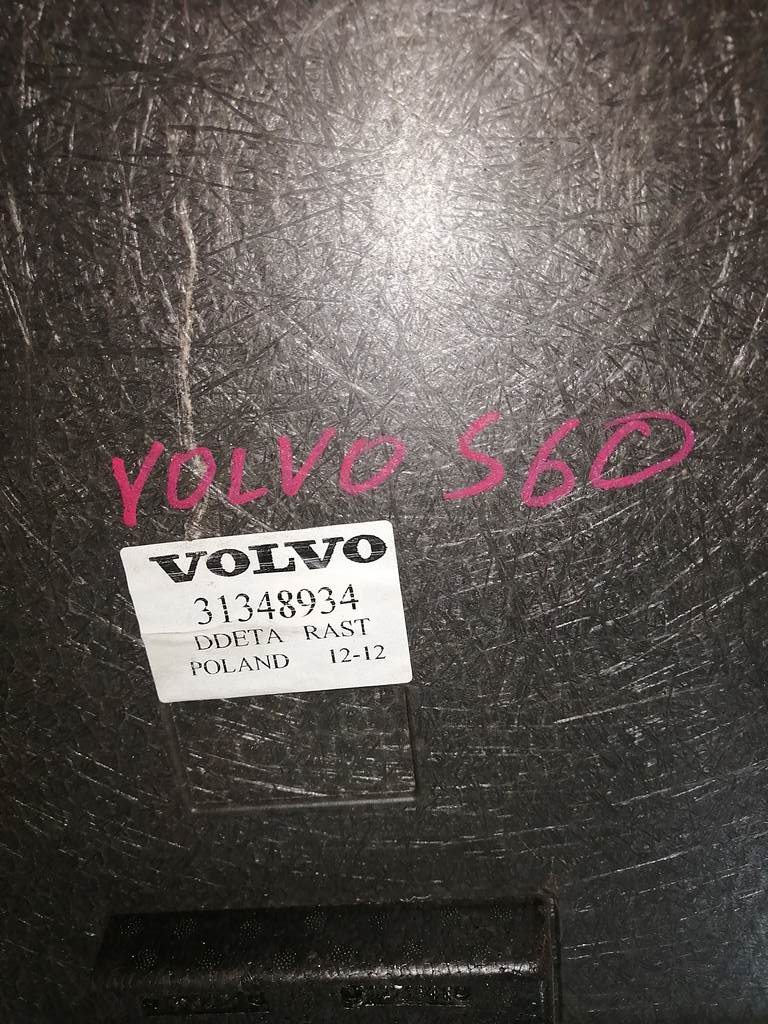 VOLVO S60
VOLVO
31348934
DDETA RAST
POLAND 12-12